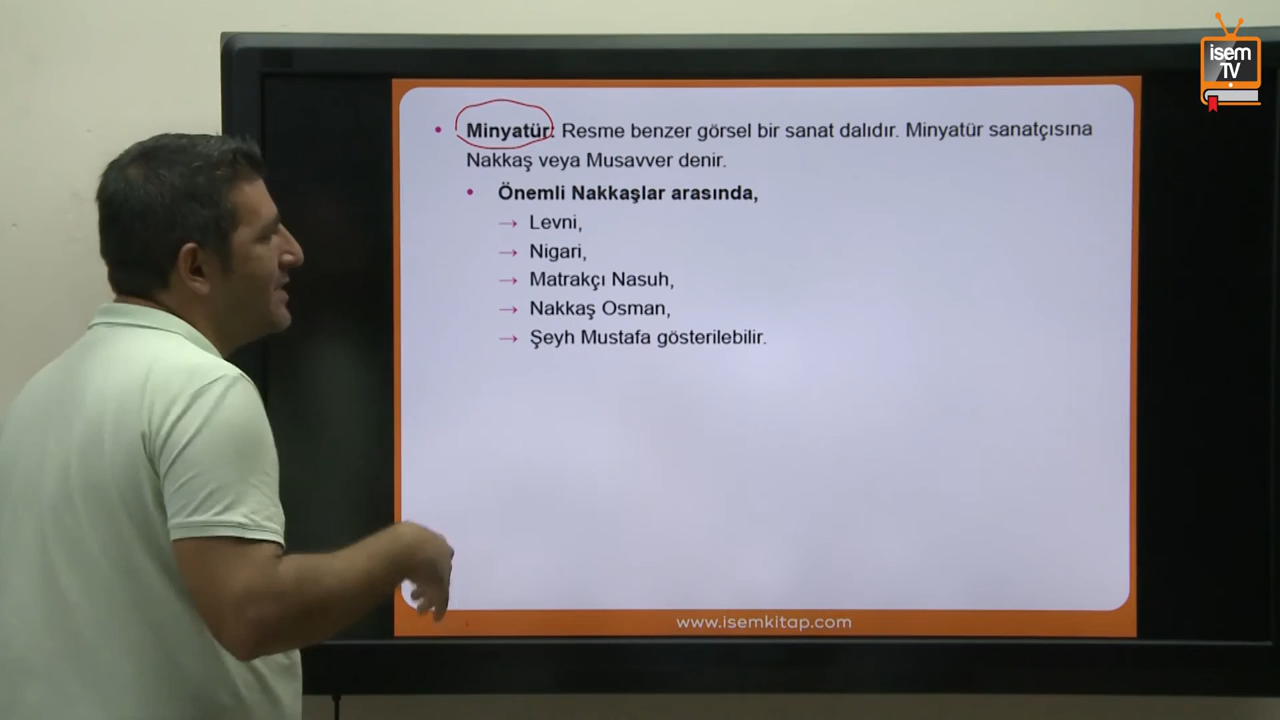 isem
TV
Minyatür: Resme benzer görsel bir sanat dalıdır. Minyatür sanatçısına
Nakkaş veya Musavver denir.
Önemli Nakkaşlar arasında,
→ Levni,
→ Nigari,
→ Matrakçı Nasuh,
→ Nakkaş Osman,
→ Şeyh Mustafa gösterilebilir.
www.isemkitap.com